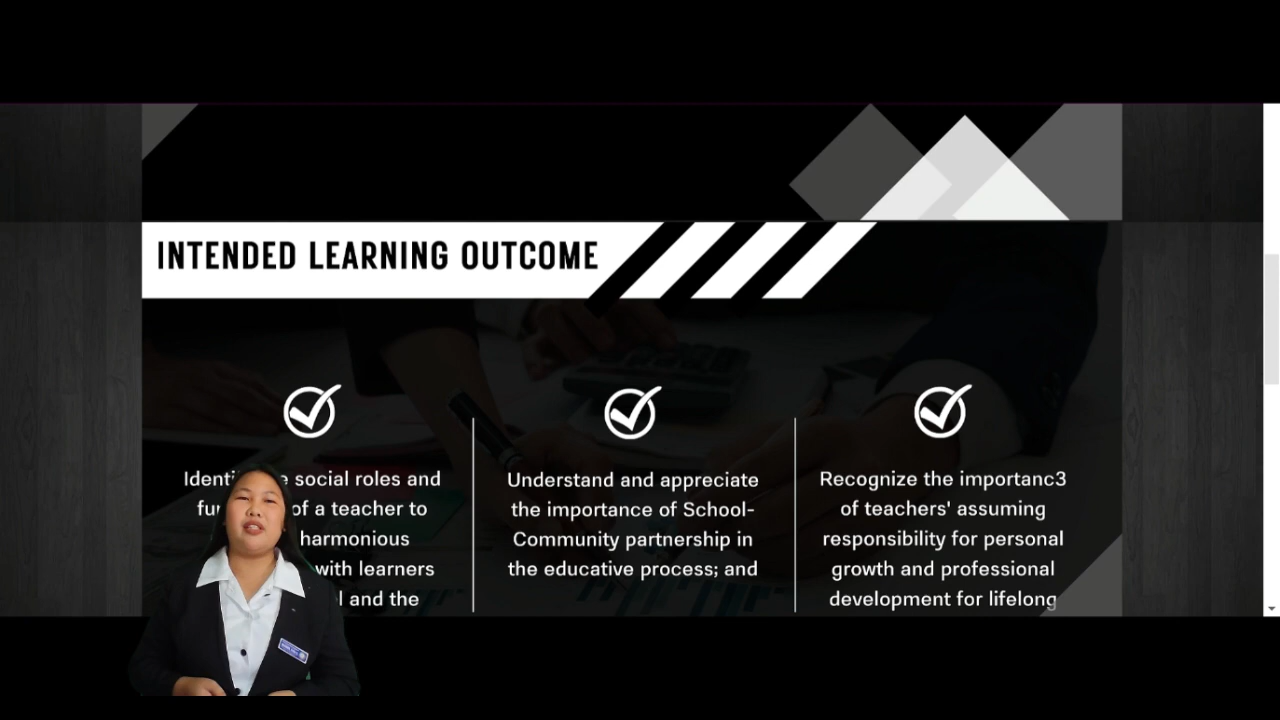 INTENDED LEARNING OUTCOME
social roles and
of a teacher to
harmonious
with learners
and the
Understand and appreciate
the importance of School-
Community partnership in
the educative process; and
Recognize the importanc3
of teachers' assuming
responsibility for personal
growth and professional
development for lifelong